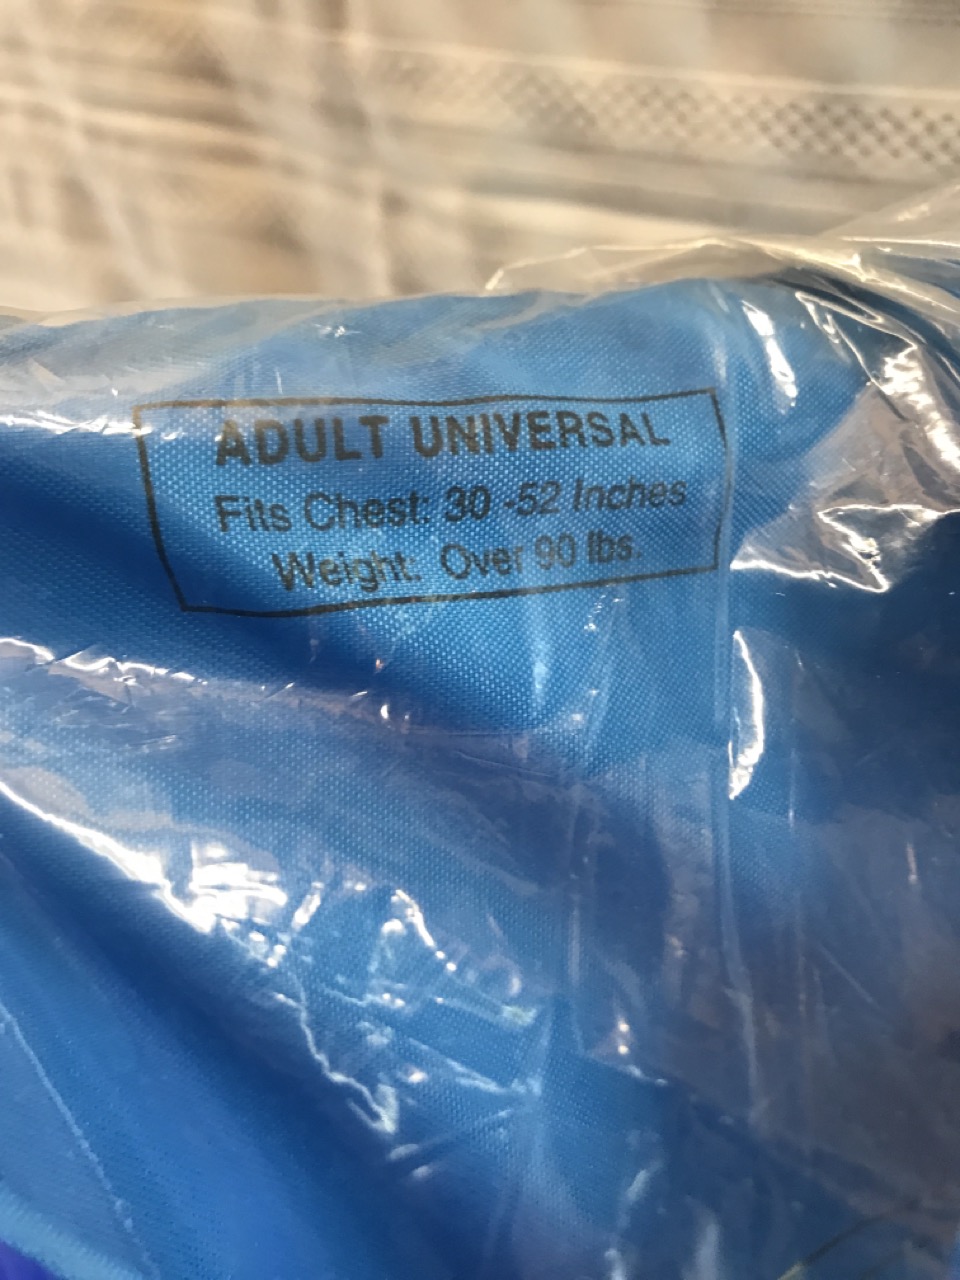 ADULT UNIVERSAL
Fits Chest: 30 -52 Inches
Weight: Over 90 lbs.